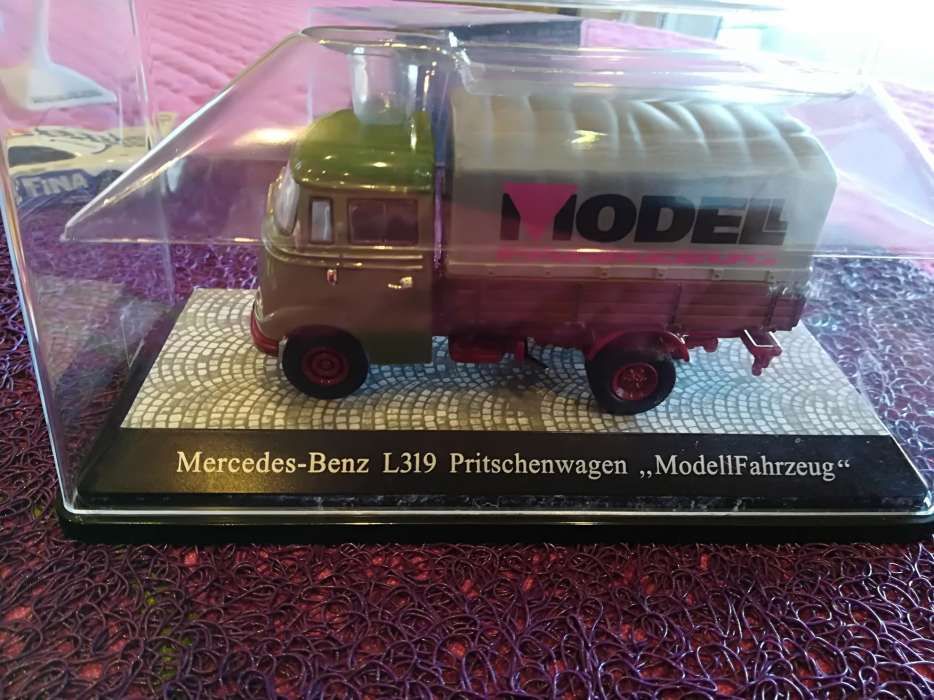 FINA
MODELL
Mercedes-Benz L319 Pritschenwagen „ModellFahrzeug“